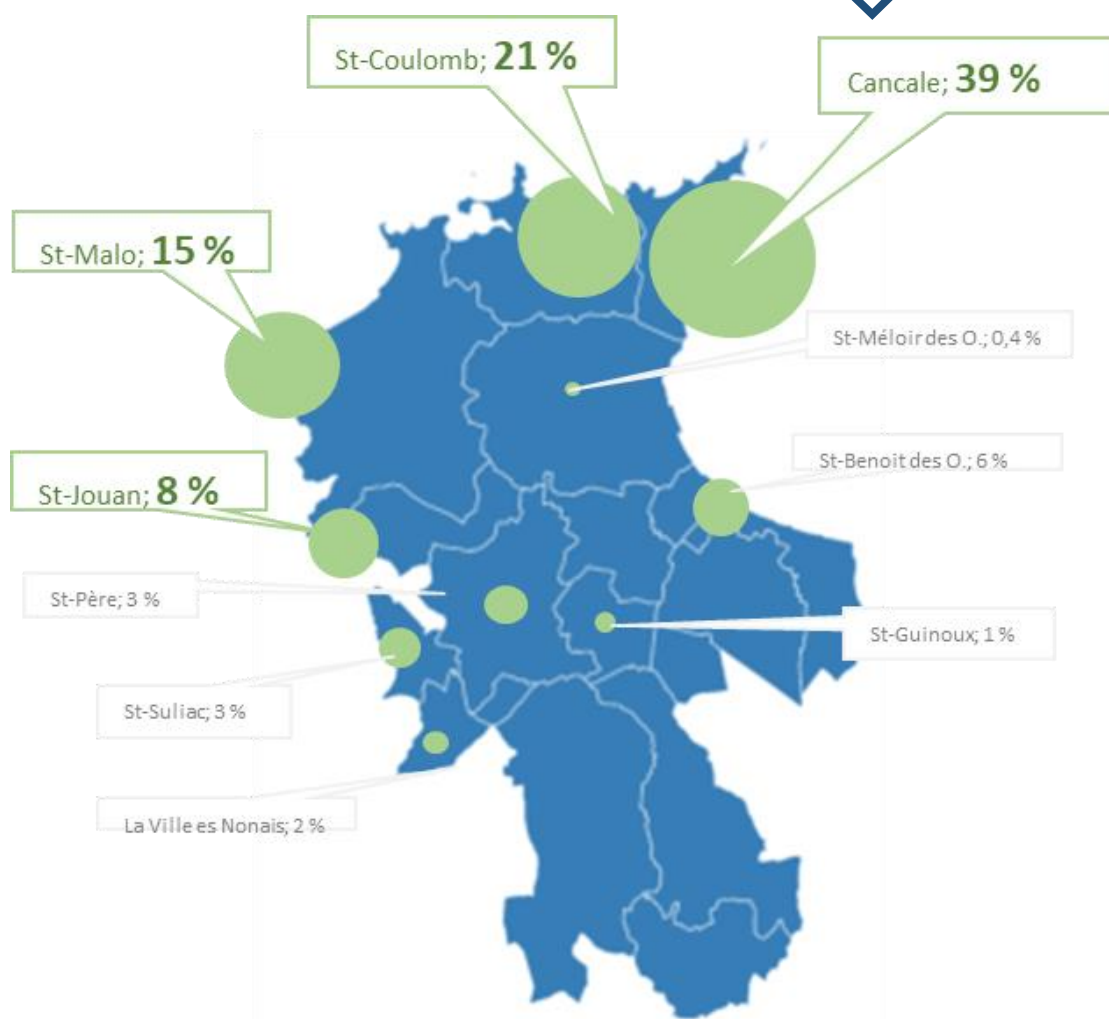 St-Coulomb; 21 %
Cancale; 39 %
St-Malo; 15 %
St-Méloir des O.; 0,4 %
St-Benoit des O.; 6 %
St-Jouan; 8 %
St-Père; 3 %
St-Guinoux; 1 %
St-Suliac; 3 %
La Ville es Nonais; 2 %